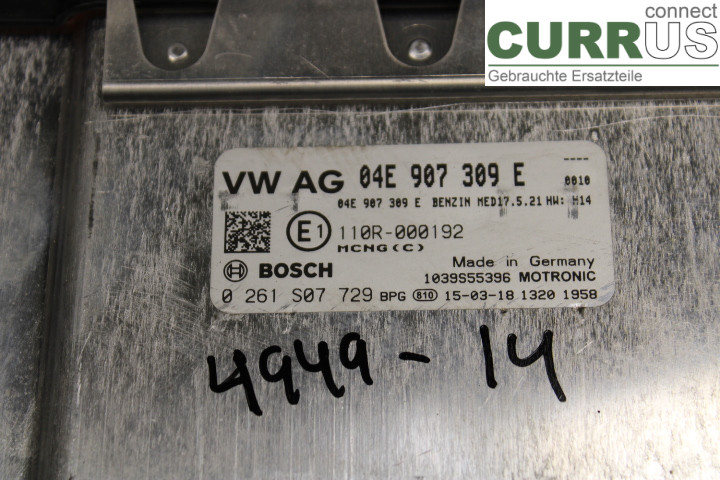 connect
CURRUS
Gebrauchte Ersatzteile
----
VW AG 04E 907 309 E 0010
04E 907 309 E BENZIN MED17.5.21 HW: M14
E1 110R-000192
MCNG(C)
BOSCH Made in Germany
1039S55396 MOTRONIC
0 261 S07 729 BPG 610 15-03-18 1320 1958
4949-14